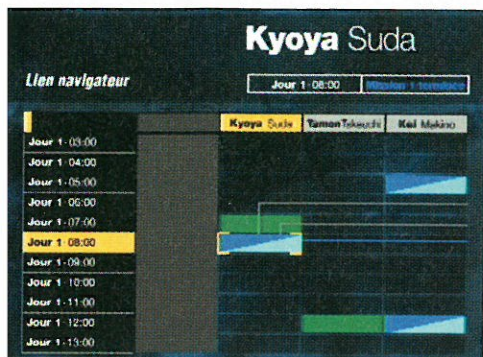 Kyoya Suda
Lien navigateur
Jour 1 - 08:00 Mission 1 terminée
Kyoya Suda Tamon Takeuchi Kei Makino
Jour 1 - 03:00
Jour 1 - 04:00
Jour 1 - 05:00
Jour 1 - 06:00
Jour 1 - 07:00
Jour 1 - 08:00
Jour 1 - 09:00
Jour 1 - 10:00
Jour 1 - 11:00
Jour 1 - 12:00
Jour 1 - 13:00